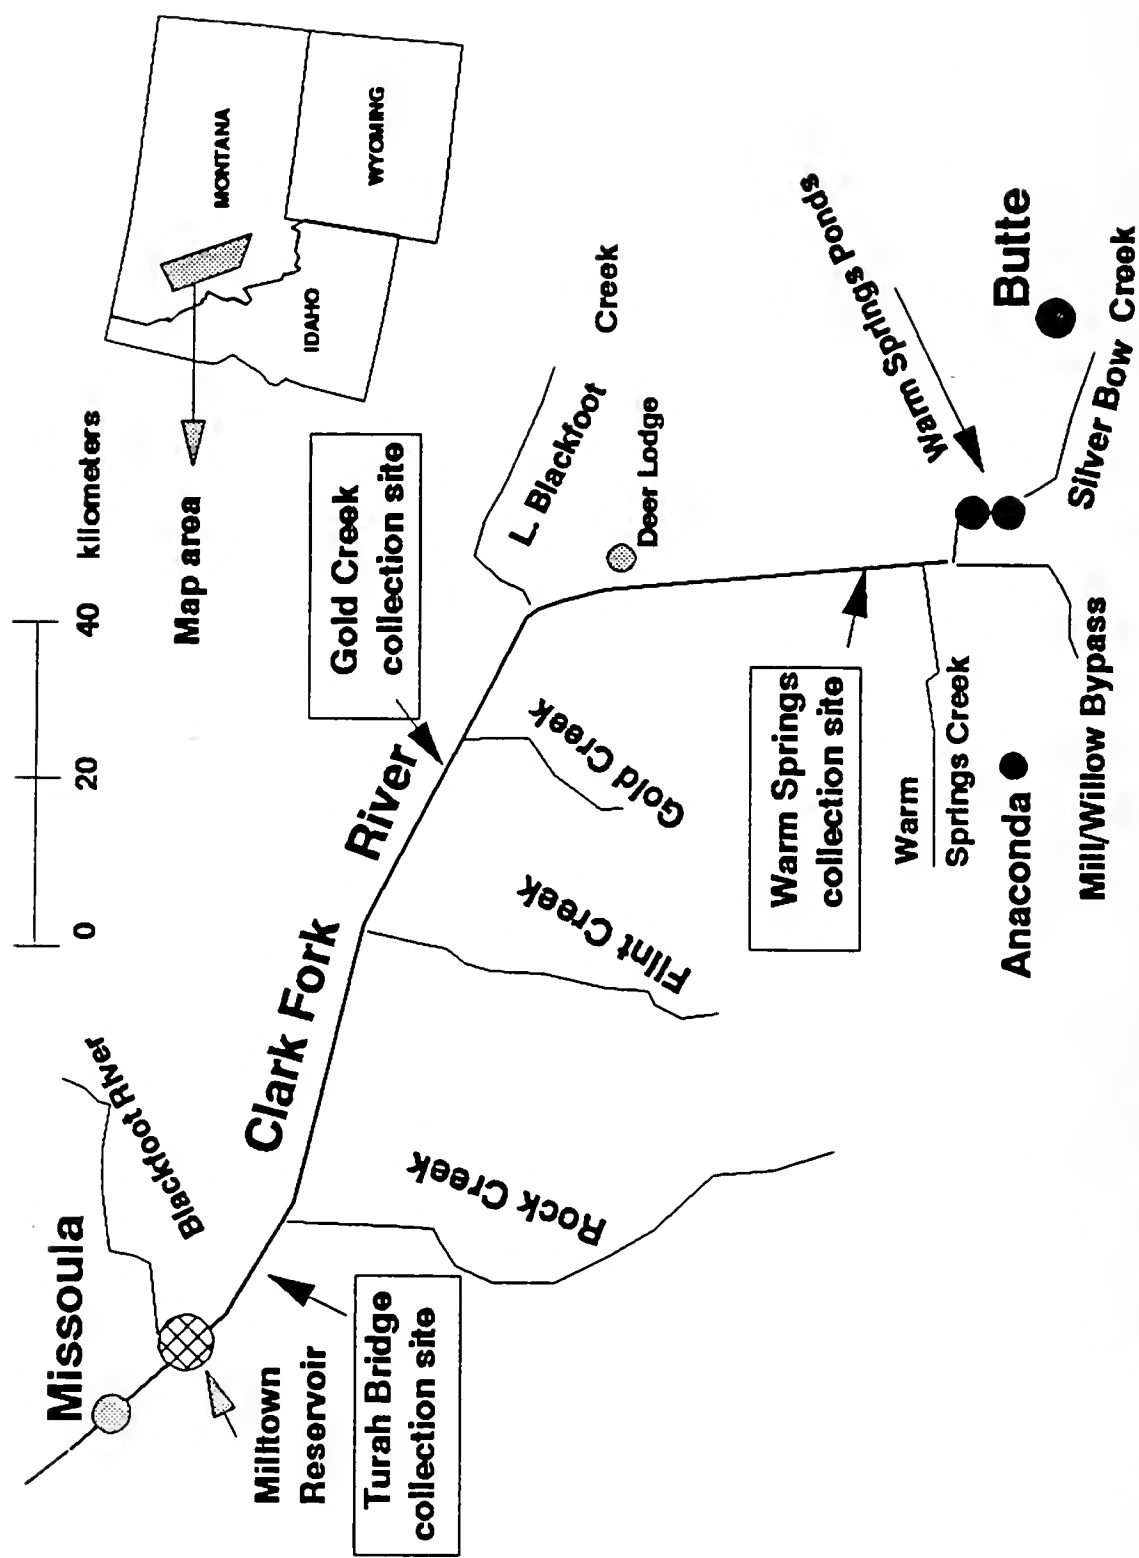 Missoula
Blackfoot River
Milltown
Reservoir
Turah Bridge
collection site
Clark Fork
River
Rock Creek
Flint Creek
Gold Creek
0
20
40
kilometers
Map area
MONTANA
WYOMING
IDAHO
Gold Creek
collection site
L. Blackfoot
Creek
Deer Lodge
Warm Springs
collection site
Warm Springs Ponds
Butte
Silver Bow Creek
Warm
Springs Creek
Anaconda
Mill/Willow Bypass